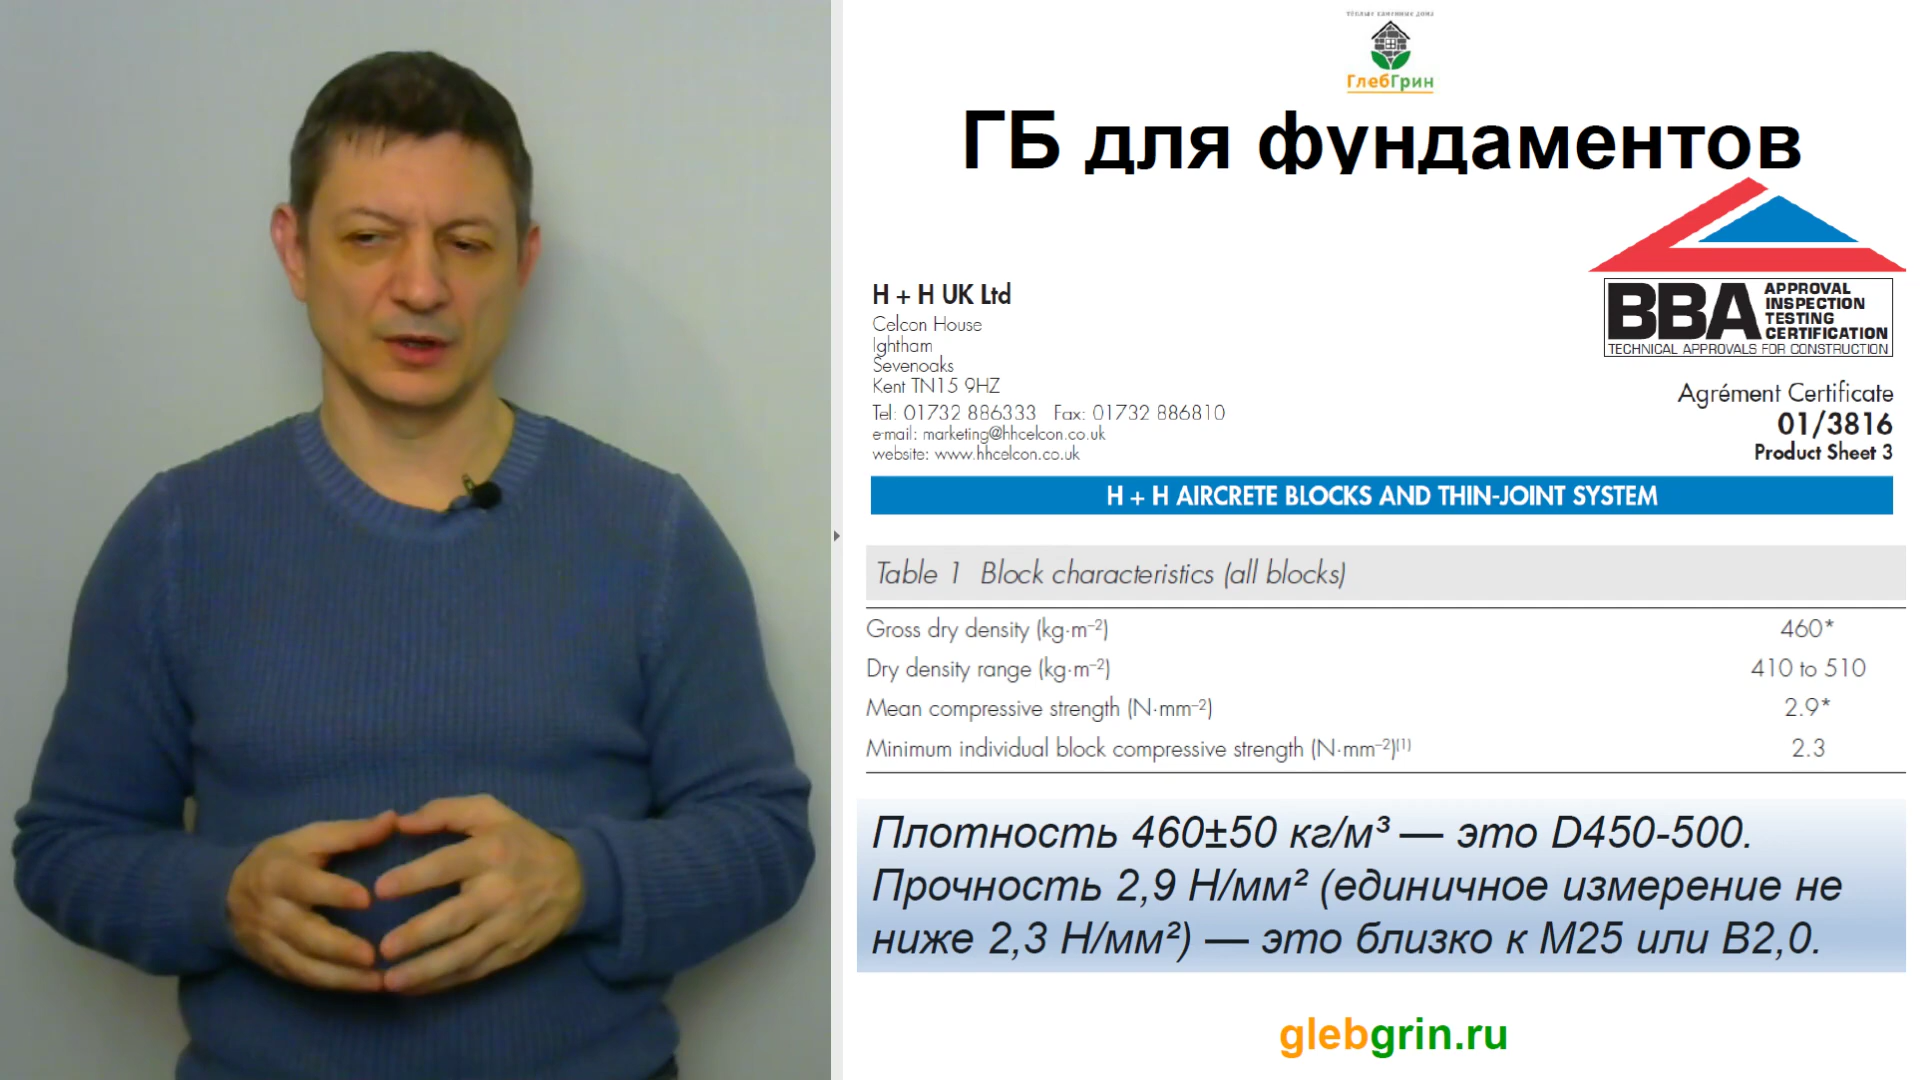 ТЁПЛЫЕ КАМЕННЫЕ ДОМА
ГлебГрин
ГБ для фундаментов
BBA
APPROVAL
INSPECTION
TESTING
CERTIFICATION
TECHNICAL APPROVALS FOR CONSTRUCTION
H + H UK Ltd
Celcon House
Ightham
Sevenoaks
Kent TN15 9HZ
Tel: 01732 886333 Fax: 01732 886810
e-mail: marketing@hhcelcon.co.uk
website: www.hhcelcon.co.uk
Agrément Certificate
01/3816
Product Sheet 3
H + H AIRCRETE BLOCKS AND THIN-JOINT SYSTEM
Table 1 Block characteristics (all blocks)
Gross dry density (kg·m⁻²) 460*
Dry density range (kg·m⁻²) 410 to 510
Mean compressive strength (N·mm⁻²) 2.9*
Minimum individual block compressive strength (N·mm⁻²)⁽¹⁾ 2.3
Плотность 460±50 кг/м³ — это D450-500.
Прочность 2,9 Н/мм² (единичное измерение не
ниже 2,3 Н/мм²) — это близко к М25 или В2,0.
glebgrin.ru